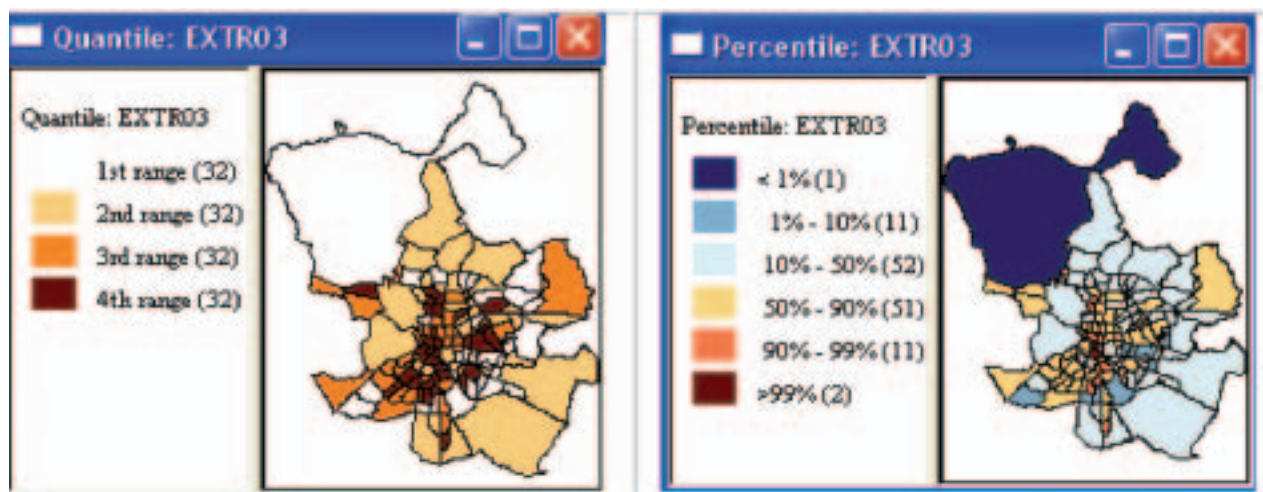 Quantile: EXTR03
Quantile: EXTR03
1st range (32)
2nd range (32)
3rd range (32)
4th range (32)
Percentile: EXTR03
Percentile: EXTR03
< 1% (1)
1% - 10% (11)
10% - 50% (52)
50% - 90% (51)
90% - 99% (11)
>99% (2)